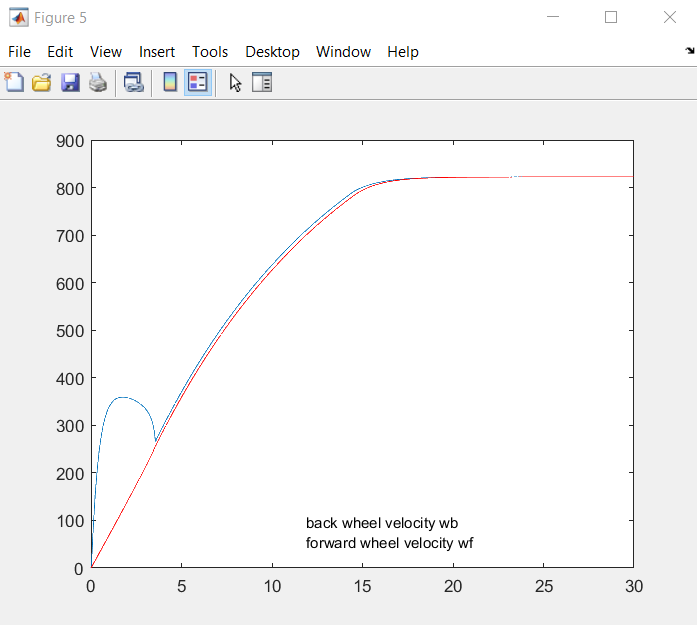 Figure 5
File Edit View Insert Tools Desktop Window Help
900
800
700
600
500
400
300
200
100
0
back wheel velocity wb
forward wheel velocity wf
0 5 10 15 20 25 30